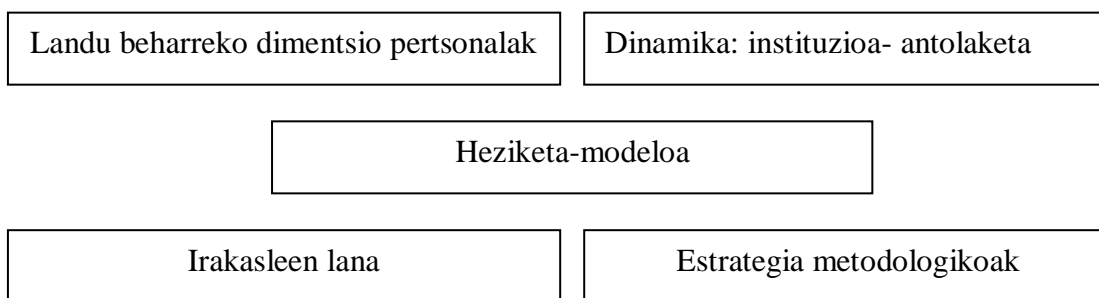 Landu beharreko dimentsio pertsonalak
Dinamika: instituzioa- antolaketa
Heziketa-modeloa
Irakasleen lana
Estrategia metodologikoak